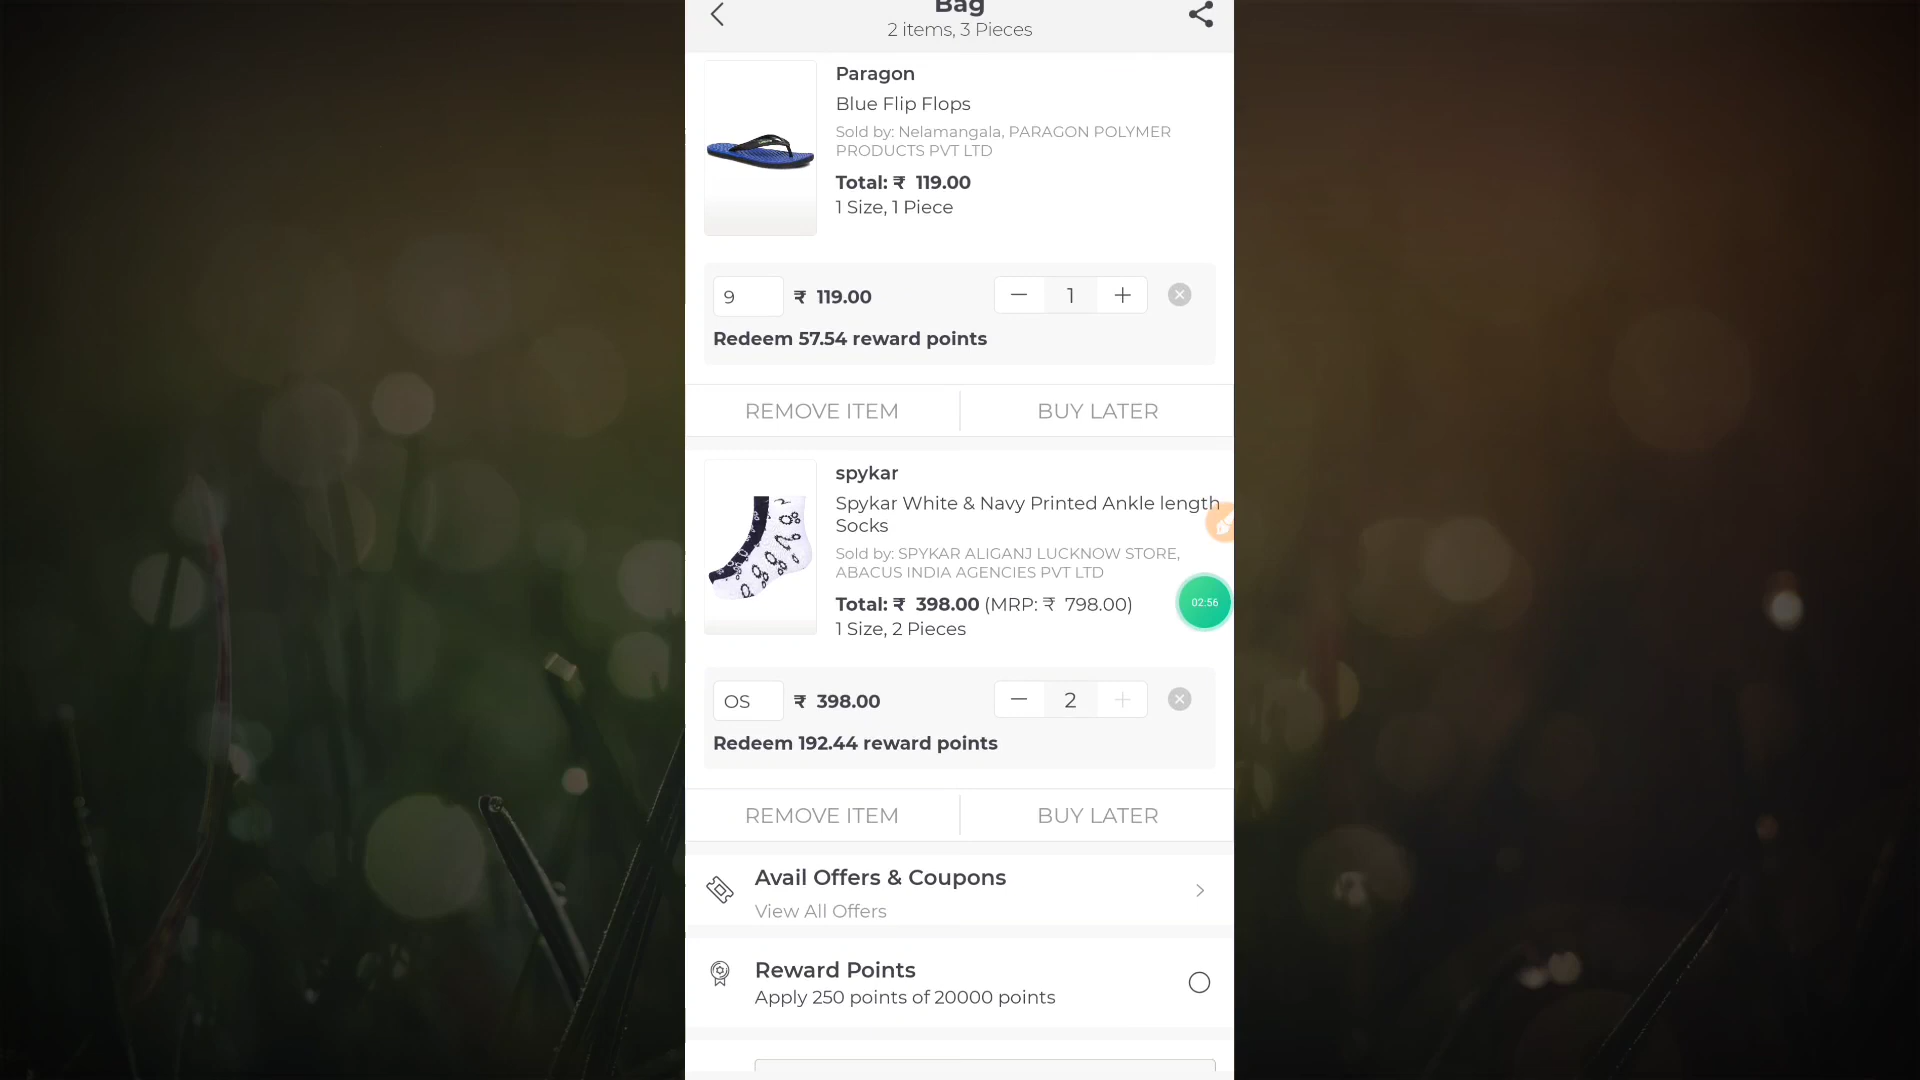 Bag
2 items, 3 Pieces
Paragon
Blue Flip Flops
Sold by: Nelamangala, PARAGON POLYMER
PRODUCTS PVT LTD
Total: ₹ 119.00
1 Size, 1 Piece
9 ₹ 119.00 1
Redeem 57.54 reward points
REMOVE ITEM BUY LATER
spykar
Spykar White & Navy Printed Ankle length
Socks
Sold by: SPYKAR ALIGANJ LUCKNOW STORE,
ABACUS INDIA AGENCIES PVT LTD
Total: ₹ 398.00 (MRP: ₹ 798.00)
02:56
1 Size, 2 Pieces
OS ₹ 398.00 2
Redeem 192.44 reward points
REMOVE ITEM BUY LATER
Avail Offers & Coupons
View All Offers
Reward Points
Apply 250 points of 20000 points